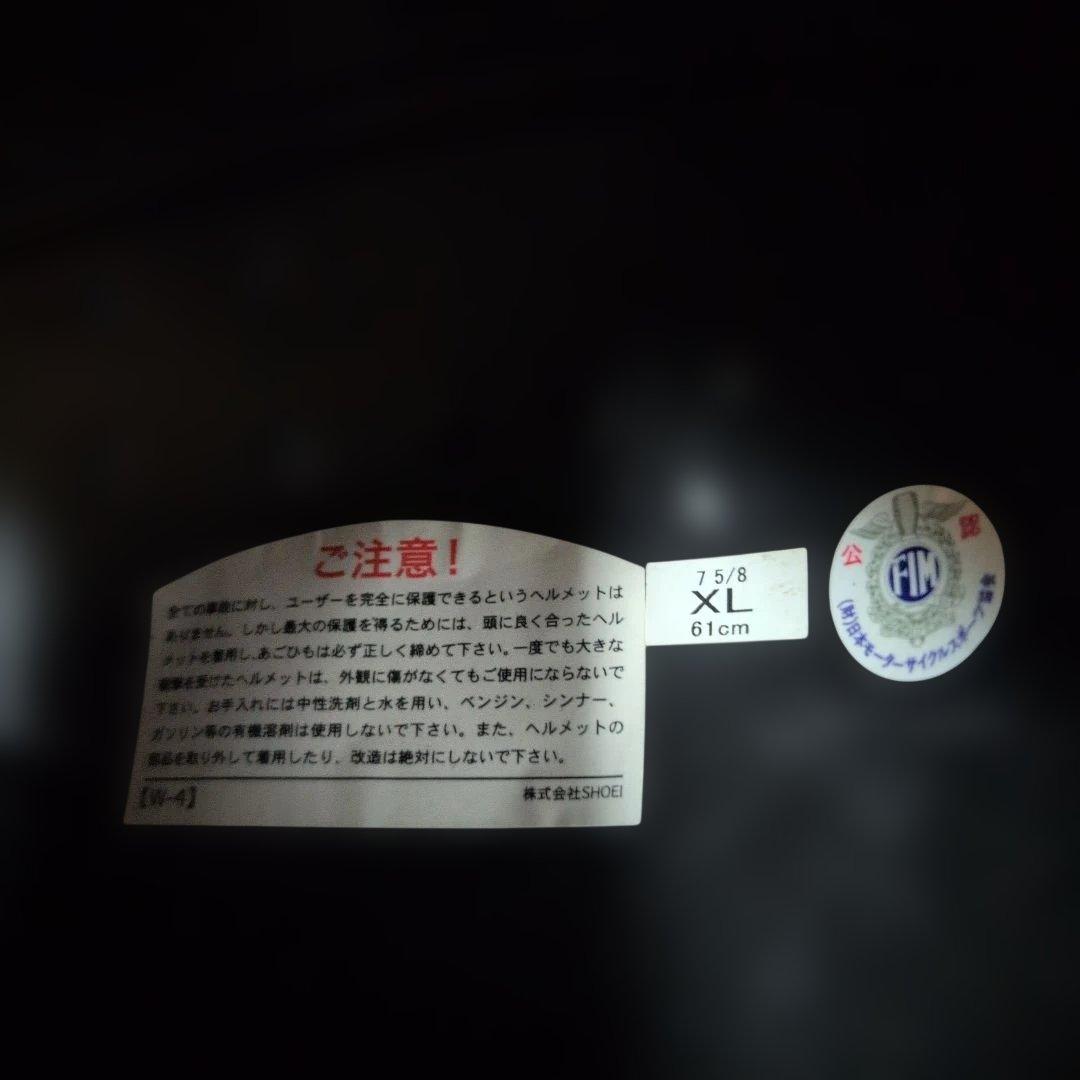 ご注意!
全ての事故に対し、ユーザーを完全に保護できるというヘルメットは
ありません。しかし最大の保護を得るためには、頭に良く合ったヘル
メットを着用し、あごひもは必ず正しく締めて下さい。一度でも大きな
衝撃を受けたヘルメットは、外観に傷がなくてもご使用にならないで
下さい。お手入れには中性洗剤と水を用い、ベンジン、シンナー、
ガソリン等の有機溶剤は使用しないで下さい。また、ヘルメットの
部品を取り外して着用したり、改造は絶対にしないで下さい。
【W-4】
株式会社SHOEI
7 5/8
XL
61cm
公認
FIM
(財)日本モーターサイクルスポーツ協会